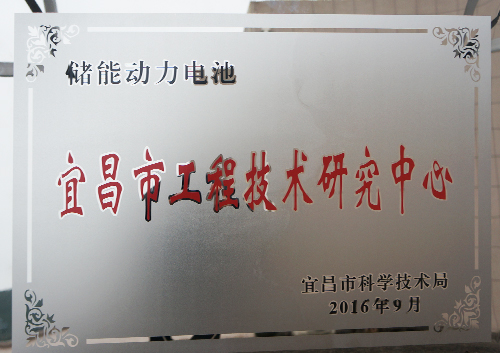 储能动力电池
宜昌市工程技术研究中心
宜昌市科学技术局
2016年9月